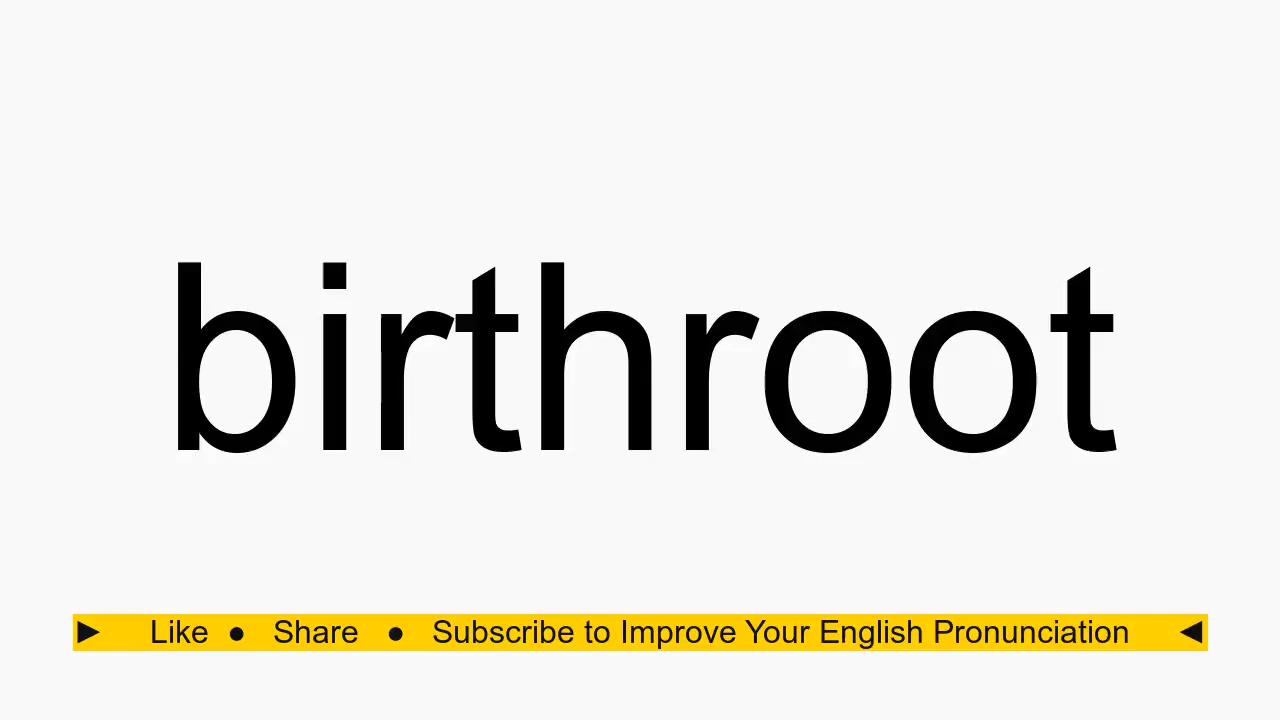 birthroot
► Like ● Share ● Subscribe to Improve Your English Pronunciation ◄